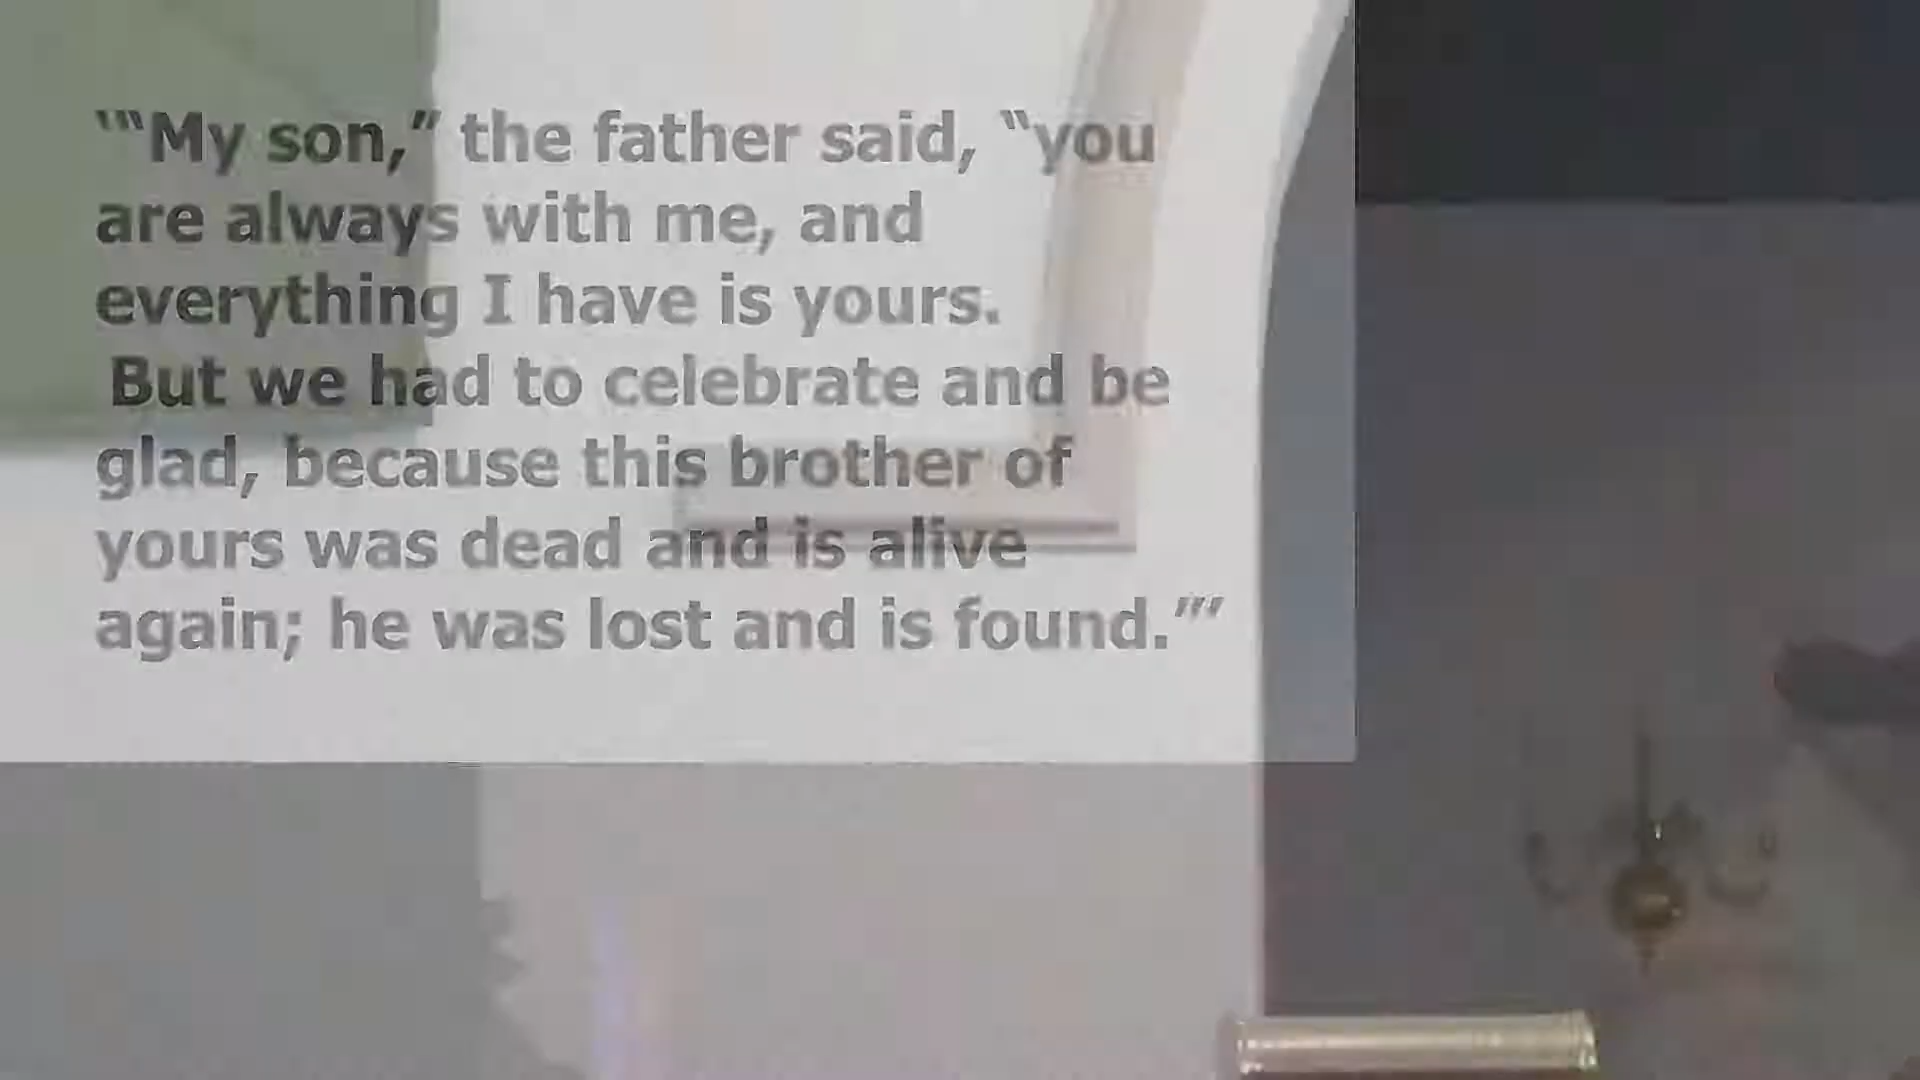 ‘“‘My son,” the father said, “you
are always with me, and
everything I have is yours.
But we had to celebrate and be
glad, because this brother of
yours was dead and is alive
again; he was lost and is found.”’